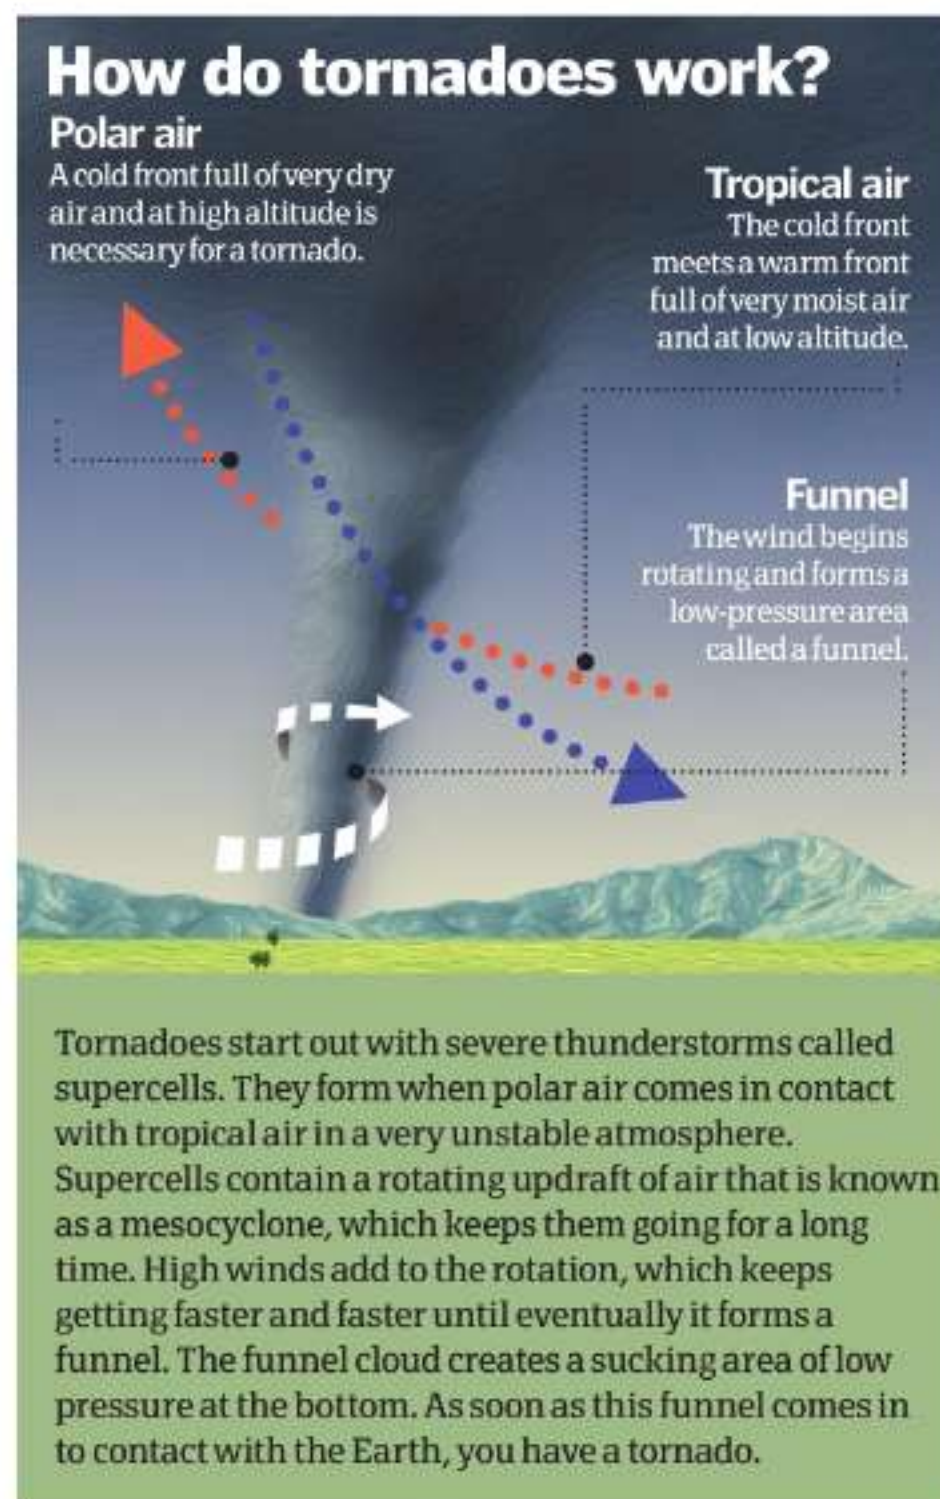 How do tornadoes work?
Polar air
A cold front full of very dry
air and at high altitude is
necessary for a tornado.
Tropical air
The cold front
meets a warm front
full of very moist air
and at low altitude.
Funnel
The wind begins
rotating and forms a
low-pressure area
called a funnel.
Tornadoes start out with severe thunderstorms called
supercells. They form when polar air comes in contact
with tropical air in a very unstable atmosphere.
Supercells contain a rotating updraft of air that is known
as a mesocyclone, which keeps them going for a long
time. High winds add to the rotation, which keeps
getting faster and faster until eventually it forms a
funnel. The funnel cloud creates a sucking area of low
pressure at the bottom. As soon as this funnel comes in
to contact with the Earth, you have a tornado.